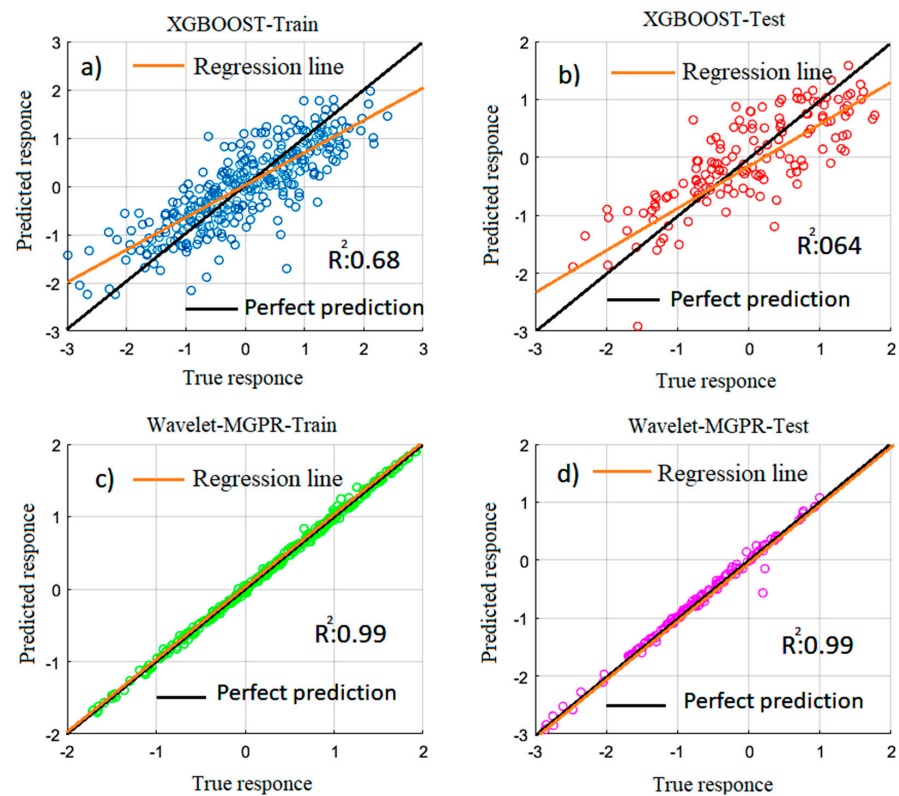 XGBOOST-Train
a)
Regression line
3
2
1
0
-1
-2
-3
Predicted responce
R²:0.68
Perfect prediction
-3 -2 -1 0 1 2 3
True responce
XGBOOST-Test
b)
Regression line
2
1
0
-1
-2
-3
Predicted responce
R²:064
Perfect prediction
-3 -2 -1 0 1 2
True responce
Wavelet-MGPR-Train
c)
Regression line
2
1
0
-1
-2
Predicted responce
R²:0.99
Perfect prediction
-2 -1 0 1 2
True responce
Wavelet-MGPR-Test
d)
Regression line
2
1
0
-1
-2
-3
Predicted responce
R²:0.99
Perfect prediction
-3 -2 -1 0 1 2
True responce